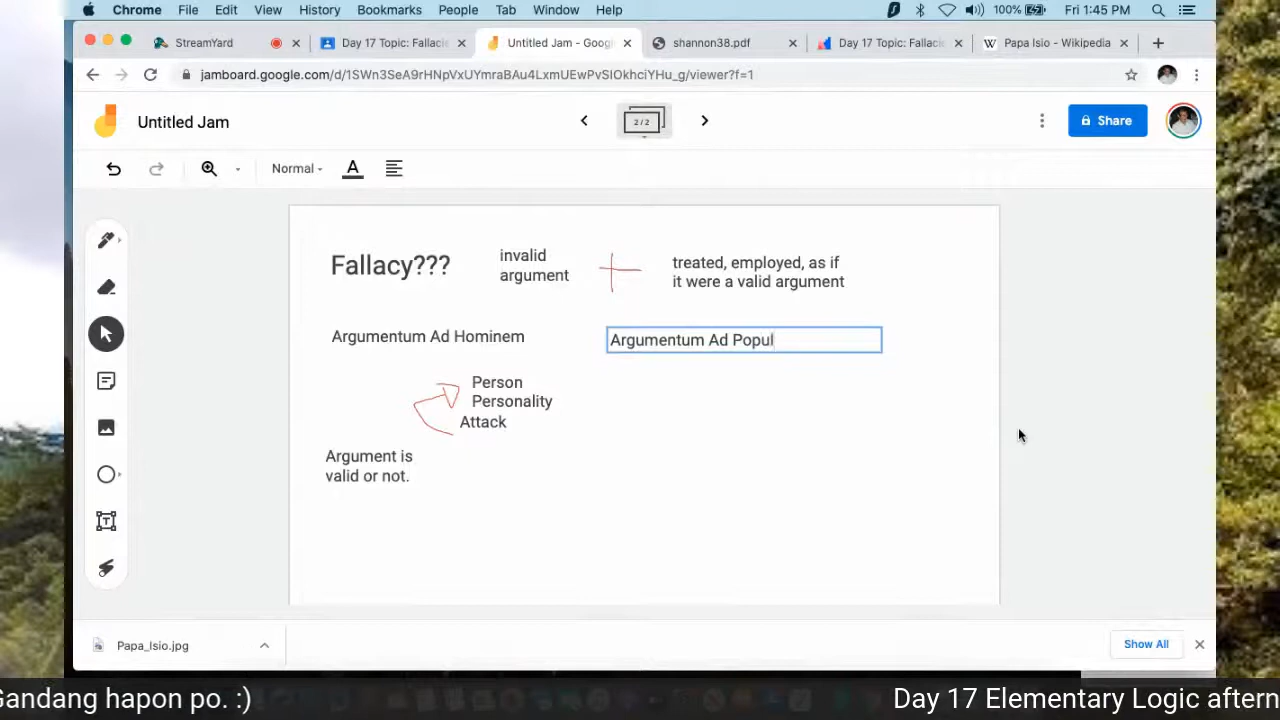 Chrome File Edit View History Bookmarks People Tab Window Help 100% Fri 1:45 PM
StreamYard Day 17 Topic: Fallacie Untitled Jam - Goog shannon38.pdf Day 17 Topic: Fallacie Papa Isio - Wikipedia
jamboard.google.com/d/1SWn3SeA9rHNpVxUYmraBAu4LxmUEwPvSIOkhciYHu_g/viewer?f=1
Untitled Jam 2/2 Share
Normal A
Fallacy???
invalid
argument
treated, employed, as if
it were a valid argument
Argumentum Ad Hominem
Argumentum Ad Popul
Person
Personality
Attack
Argument is
valid or not.
Papa_Isio.jpg Show All
Gandang hapon po. :) Day 17 Elementary Logic aftern